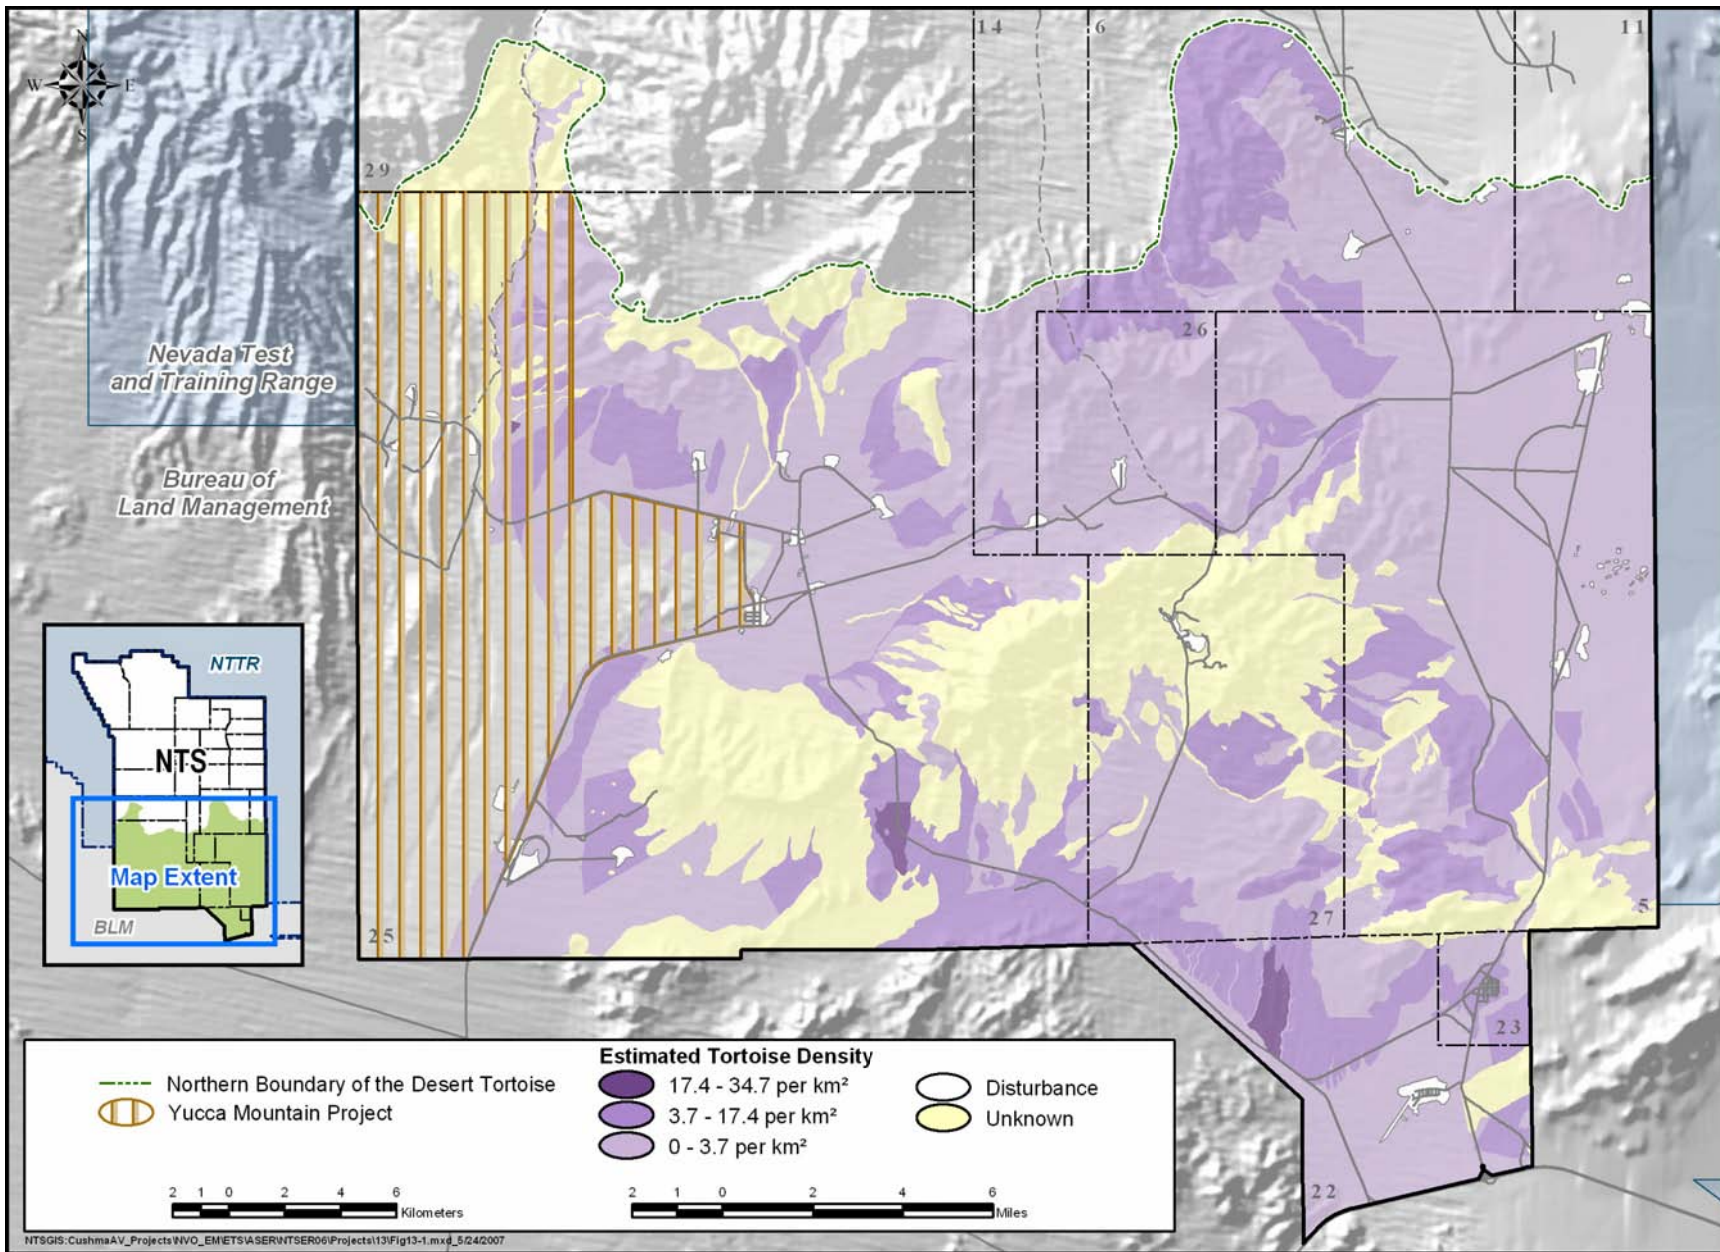 14
6
11
N
W
E
S
29
Nevada Test
and Training Range
26
Bureau of
Land Management
NTTR
NTS
Map Extent
BLM
25
27
5
23
22
Northern Boundary of the Desert Tortoise
Yucca Mountain Project
Estimated Tortoise Density
17.4 - 34.7 per km²
3.7 - 17.4 per km²
0 - 3.7 per km²
Disturbance
Unknown
2 1 0 2 4 6
Kilometers
2 1 0 2 4 6
Miles
NTSGIS:CushmaAV_Projects\NVO_EM\ETS\ASER\NTSER06\Projects\13\Fig13-1.mxd_5/24/2007